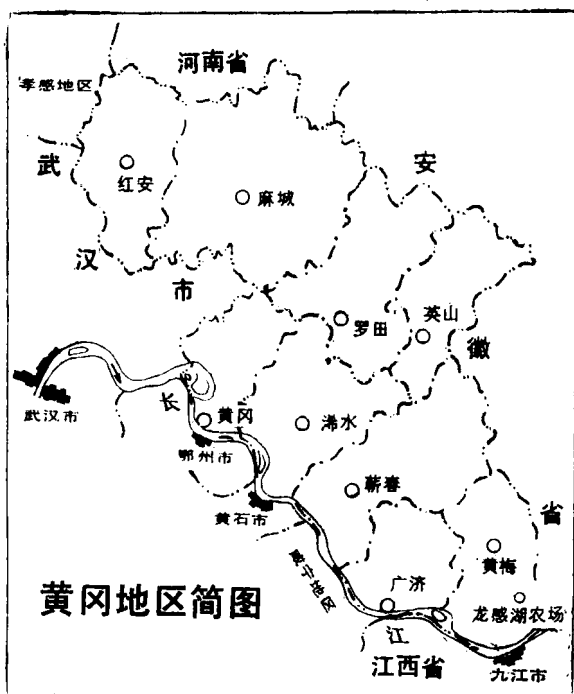 河南省
孝感地区
武汉市
安徽省
红安
麻城
罗田
英山
武汉市
长江
黄冈
浠水
鄂州市
蕲春
黄石市
咸宁地区
黄梅
广济
龙感湖农场
黄冈地区简图
江西省
九江市